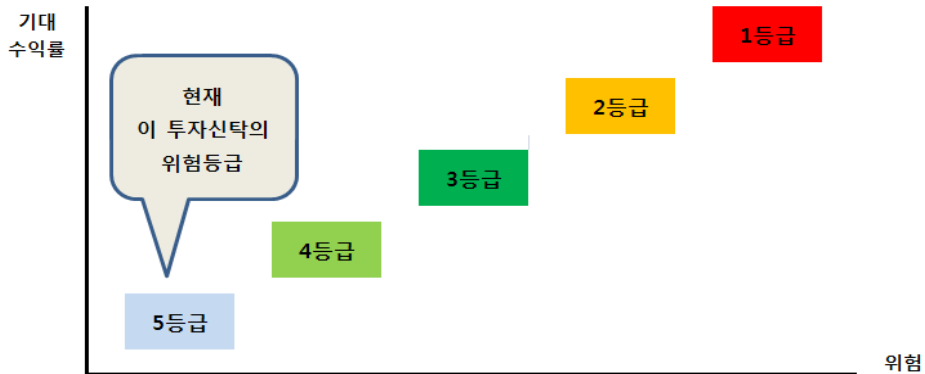 기대
수익률
1등급
현재
이 투자신탁의
위험등급
2등급
3등급
4등급
5등급
위험